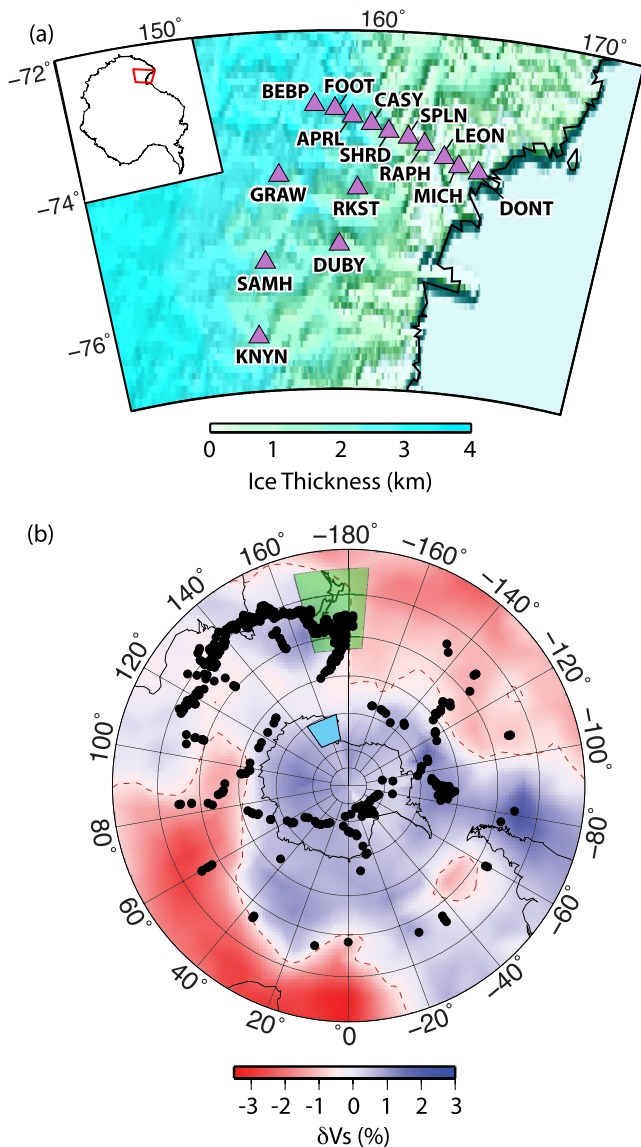 (a)
150°
160°
170°
−72°
−74°
−76°
BEBP
FOOT
CASY
APRL
SPLN
SHRD
LEON
RAPH
MICH
DONT
GRAW
RKST
DUBY
SAMH
KNYN
0 1 2 3 4
Ice Thickness (km)
(b)
−180°
160°
−160°
140°
−140°
120°
−120°
100°
−100°
80°
−80°
60°
−60°
40°
−40°
20°
−20°
0°
-3 -2 -1 0 1 2 3
δVs (%)